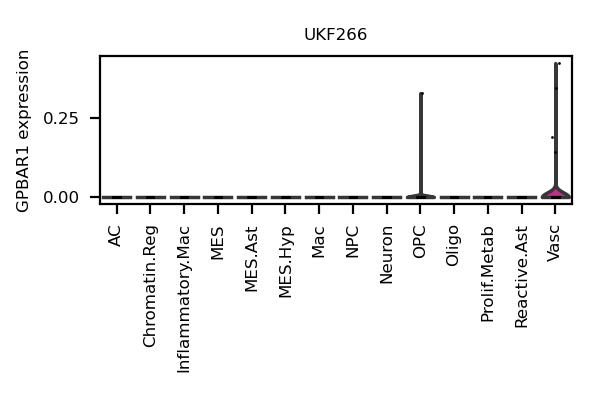 UKF266
GPBAR1 expression
0.25
0.00
AC
Chromatin.Reg
Inflammatory.Mac
MES
MES.Ast
MES.Hyp
Mac
NPC
Neuron
OPC
Oligo
Prolif.Metab
Reactive.Ast
Vasc